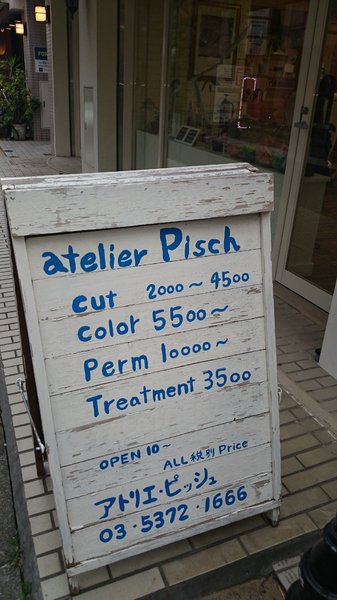 atelier Pisch
cut 2000～4500
color 5500～
Perm 10000～
Treatment 3500
OPEN 10～
ALL 税別 Price
アトリエ・ピッシュ
03・5372・1666